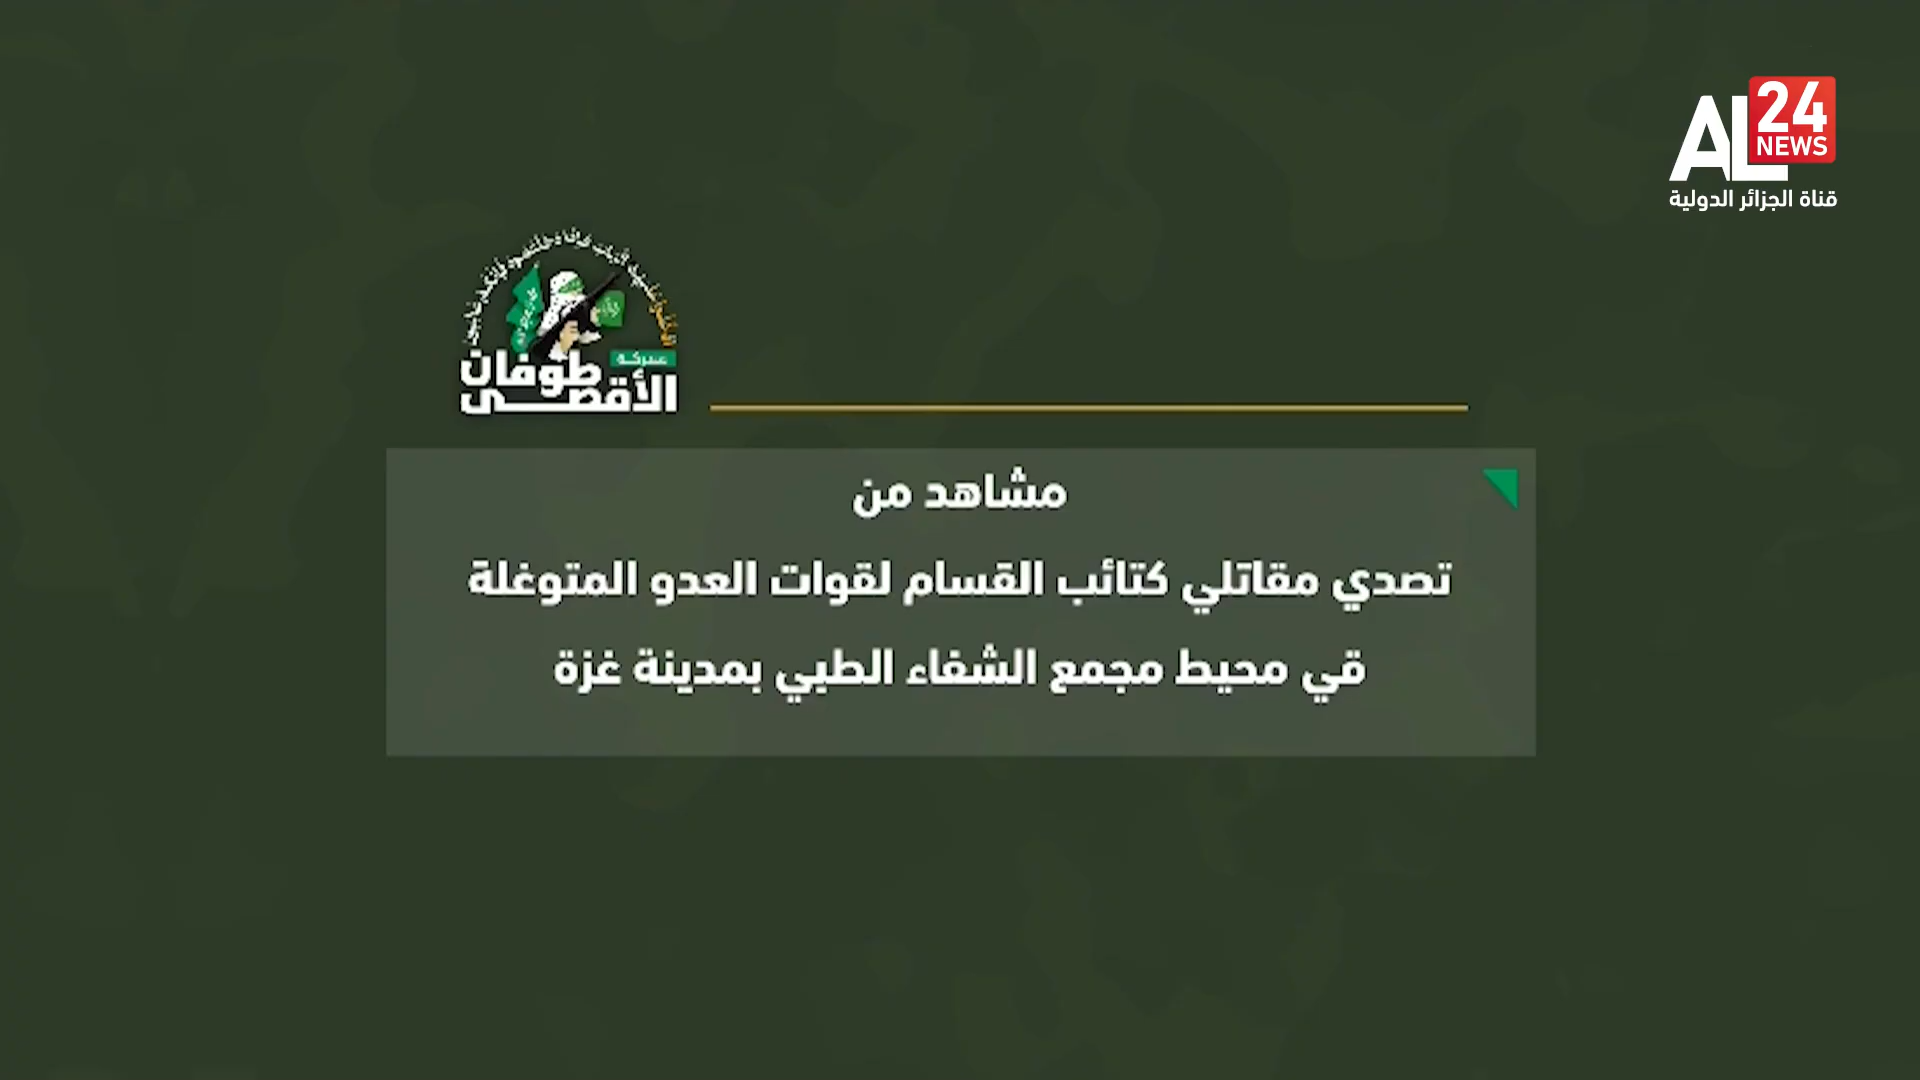 AL
24
NEWS
قناة الجزائر الدولية
معركة
طوفان
الأقصى
مشاهد من
تصدي مقاتلي كتائب القسام لقوات العدو المتوغلة
في محيط مجمع الشفاء الطبي بمدينة غزة